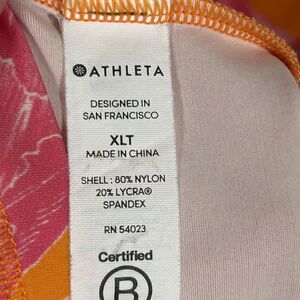 ATHLETA
DESIGNED IN
SAN FRANCISCO
XLT
MADE IN CHINA
SHELL : 80% NYLON
20% LYCRA®
SPANDEX
RN 54023
Certified
B